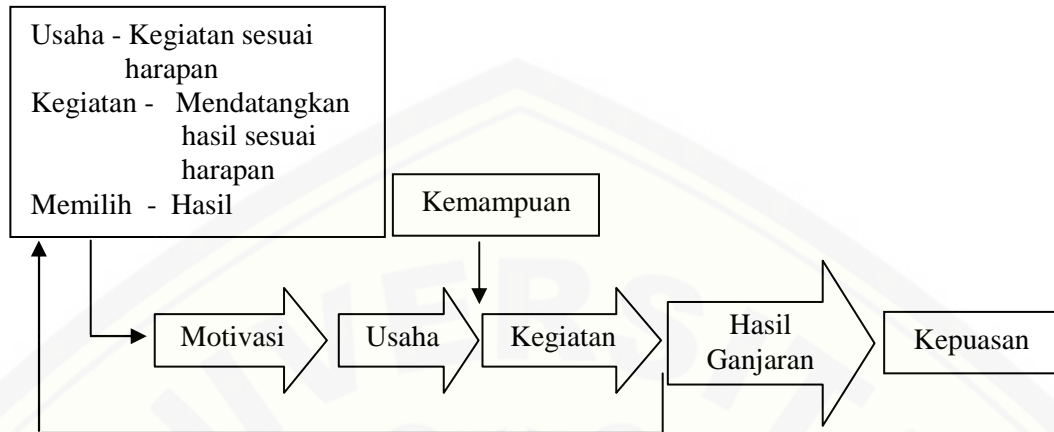 Usaha - Kegiatan sesuai
harapan
Kegiatan - Mendatangkan
hasil sesuai
harapan
Memilih - Hasil
Kemampuan
Motivasi
Usaha
Kegiatan
Hasil
Ganjaran
Kepuasan